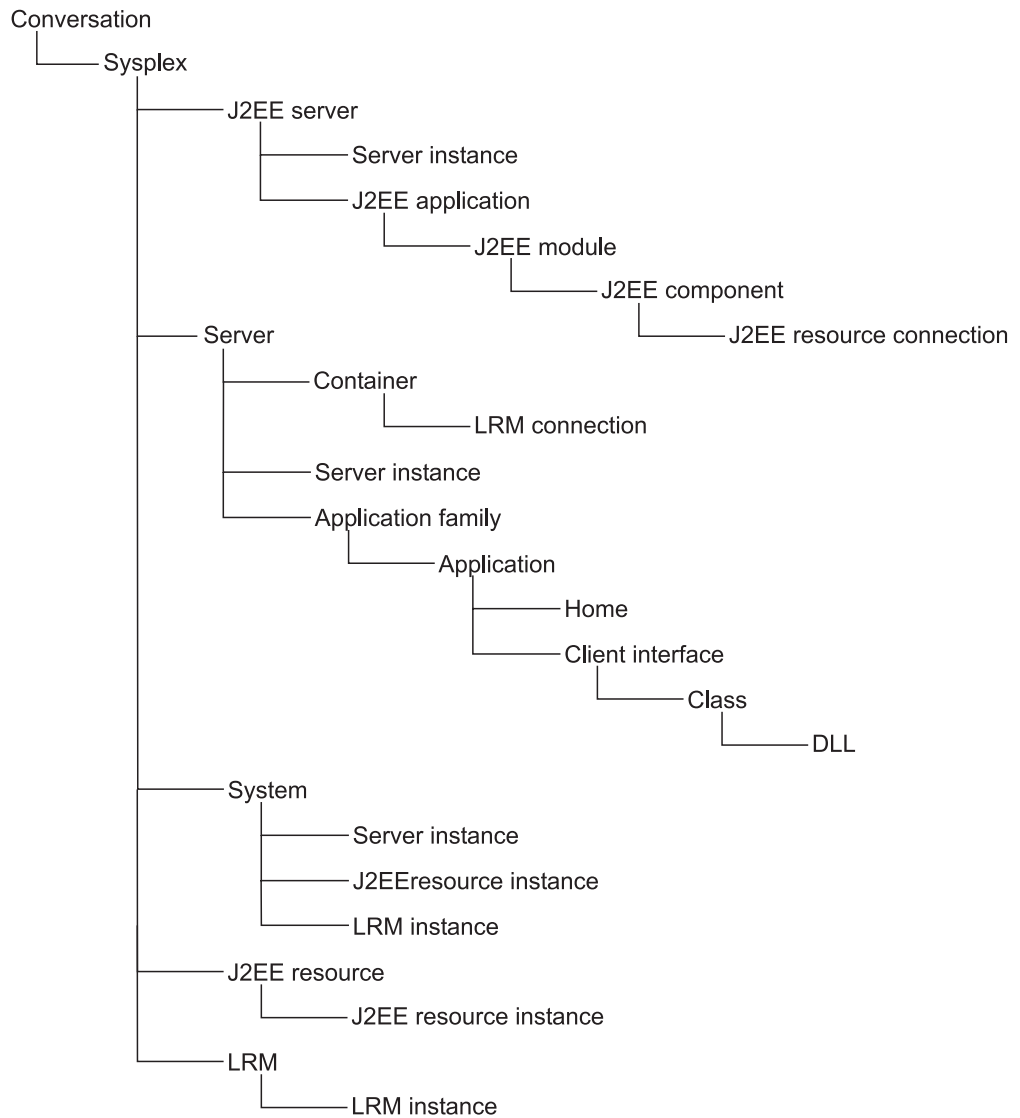 Conversation
Sysplex
J2EE server
Server instance
J2EE application
J2EE module
J2EE component
J2EE resource connection
Server
Container
LRM connection
Server instance
Application family
Application
Home
Client interface
Class
DLL
System
Server instance
J2EEresource instance
LRM instance
J2EE resource
J2EE resource instance
LRM
LRM instance